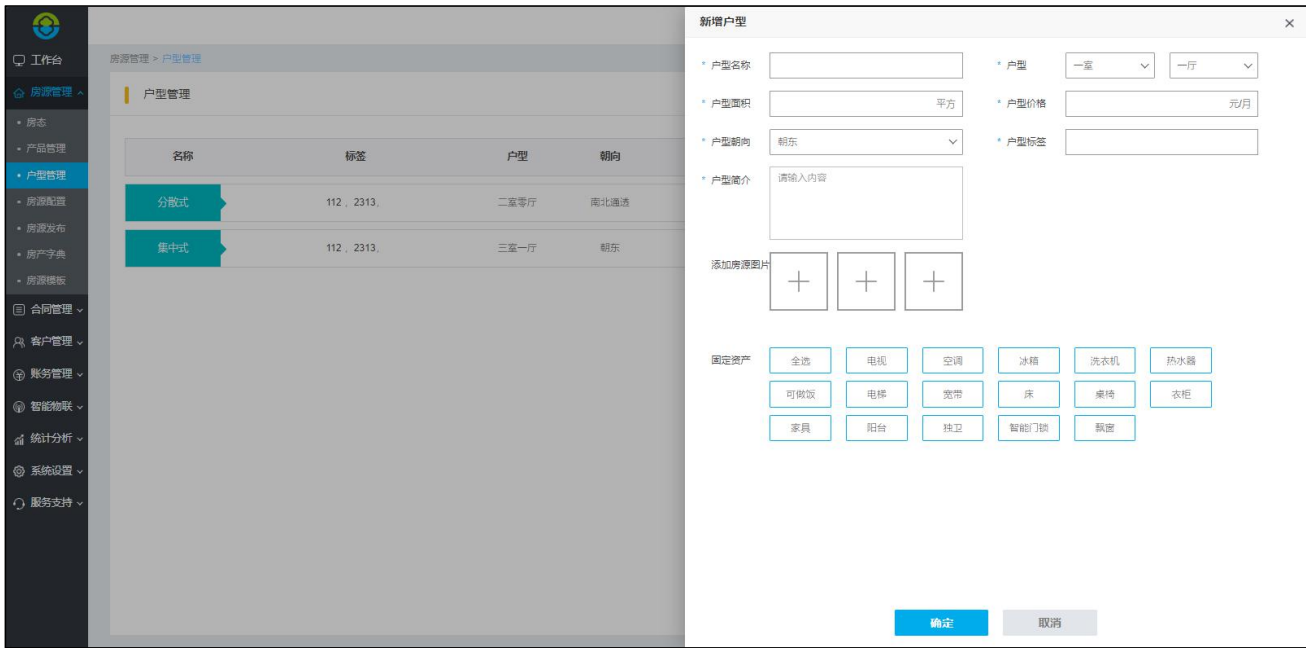 工作台
房源管理
房态
产品管理
户型管理
房源配置
房源发布
房产字典
房源模板
合同管理
客户管理
账务管理
智能物联
统计分析
系统设置
服务支持
房源管理 > 户型管理
户型管理
名称 标签 户型 朝向
分散式 112 , 2313, 二室零厅 南北通透
集中式 112 , 2313, 三室一厅 朝东
新增户型 ×
* 户型名称 * 户型 一室 一厅
* 户型面积 平方 * 户型价格 元/月
* 户型朝向 朝东 * 户型标签
* 户型简介 请输入内容
添加房源图片
固定资产 全选 电视 空调 冰箱 洗衣机 热水器
可做饭 电梯 宽带 床 桌椅 衣柜
家具 阳台 独卫 智能门锁 飘窗
确定 取消